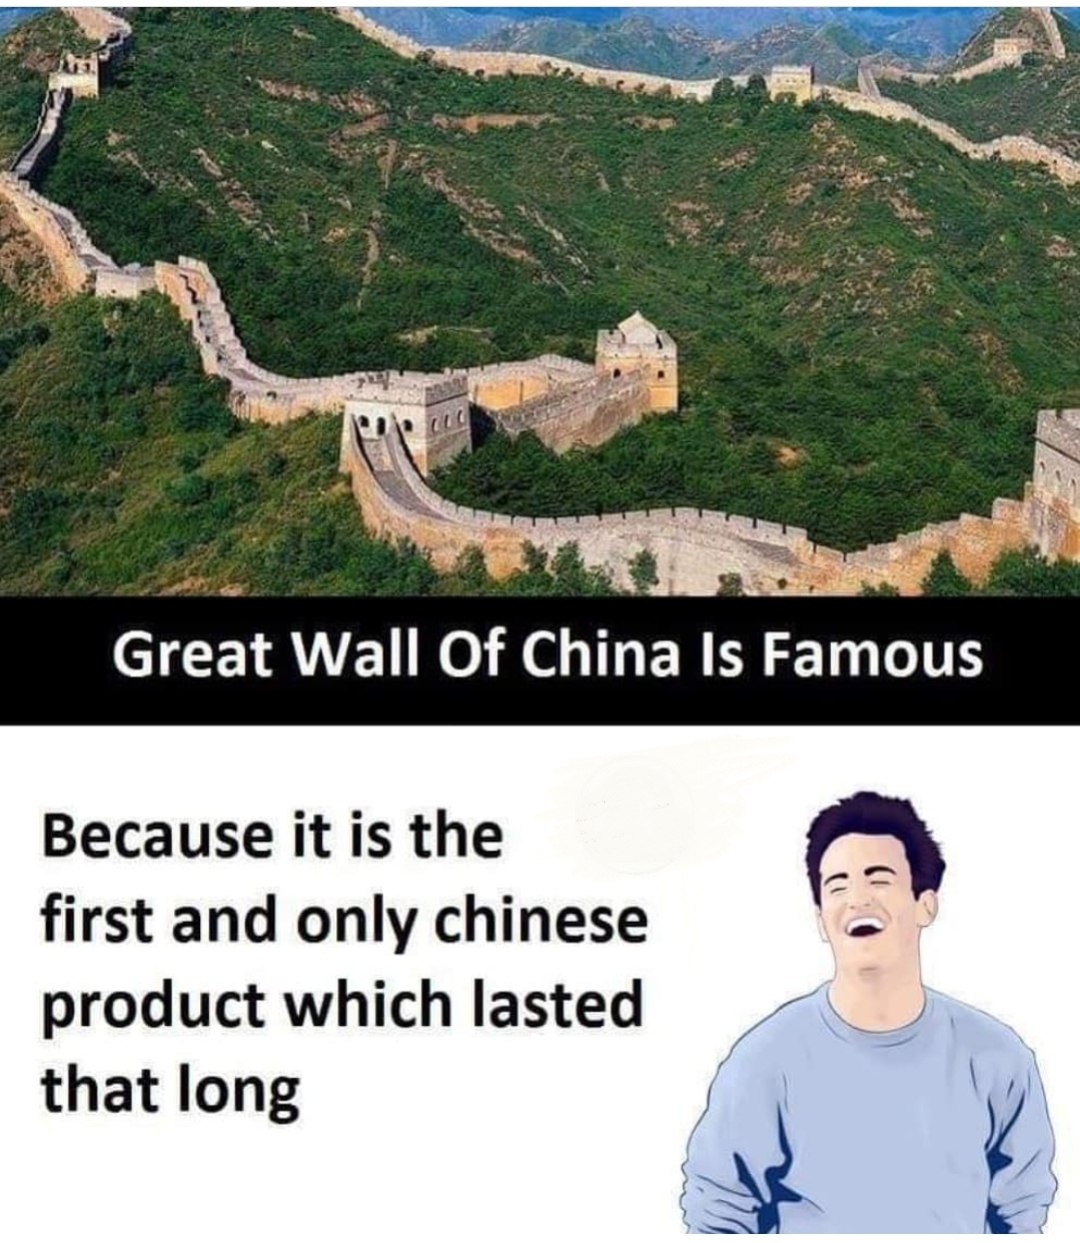 Great Wall Of China Is Famous
Because it is the
first and only chinese
product which lasted
that long